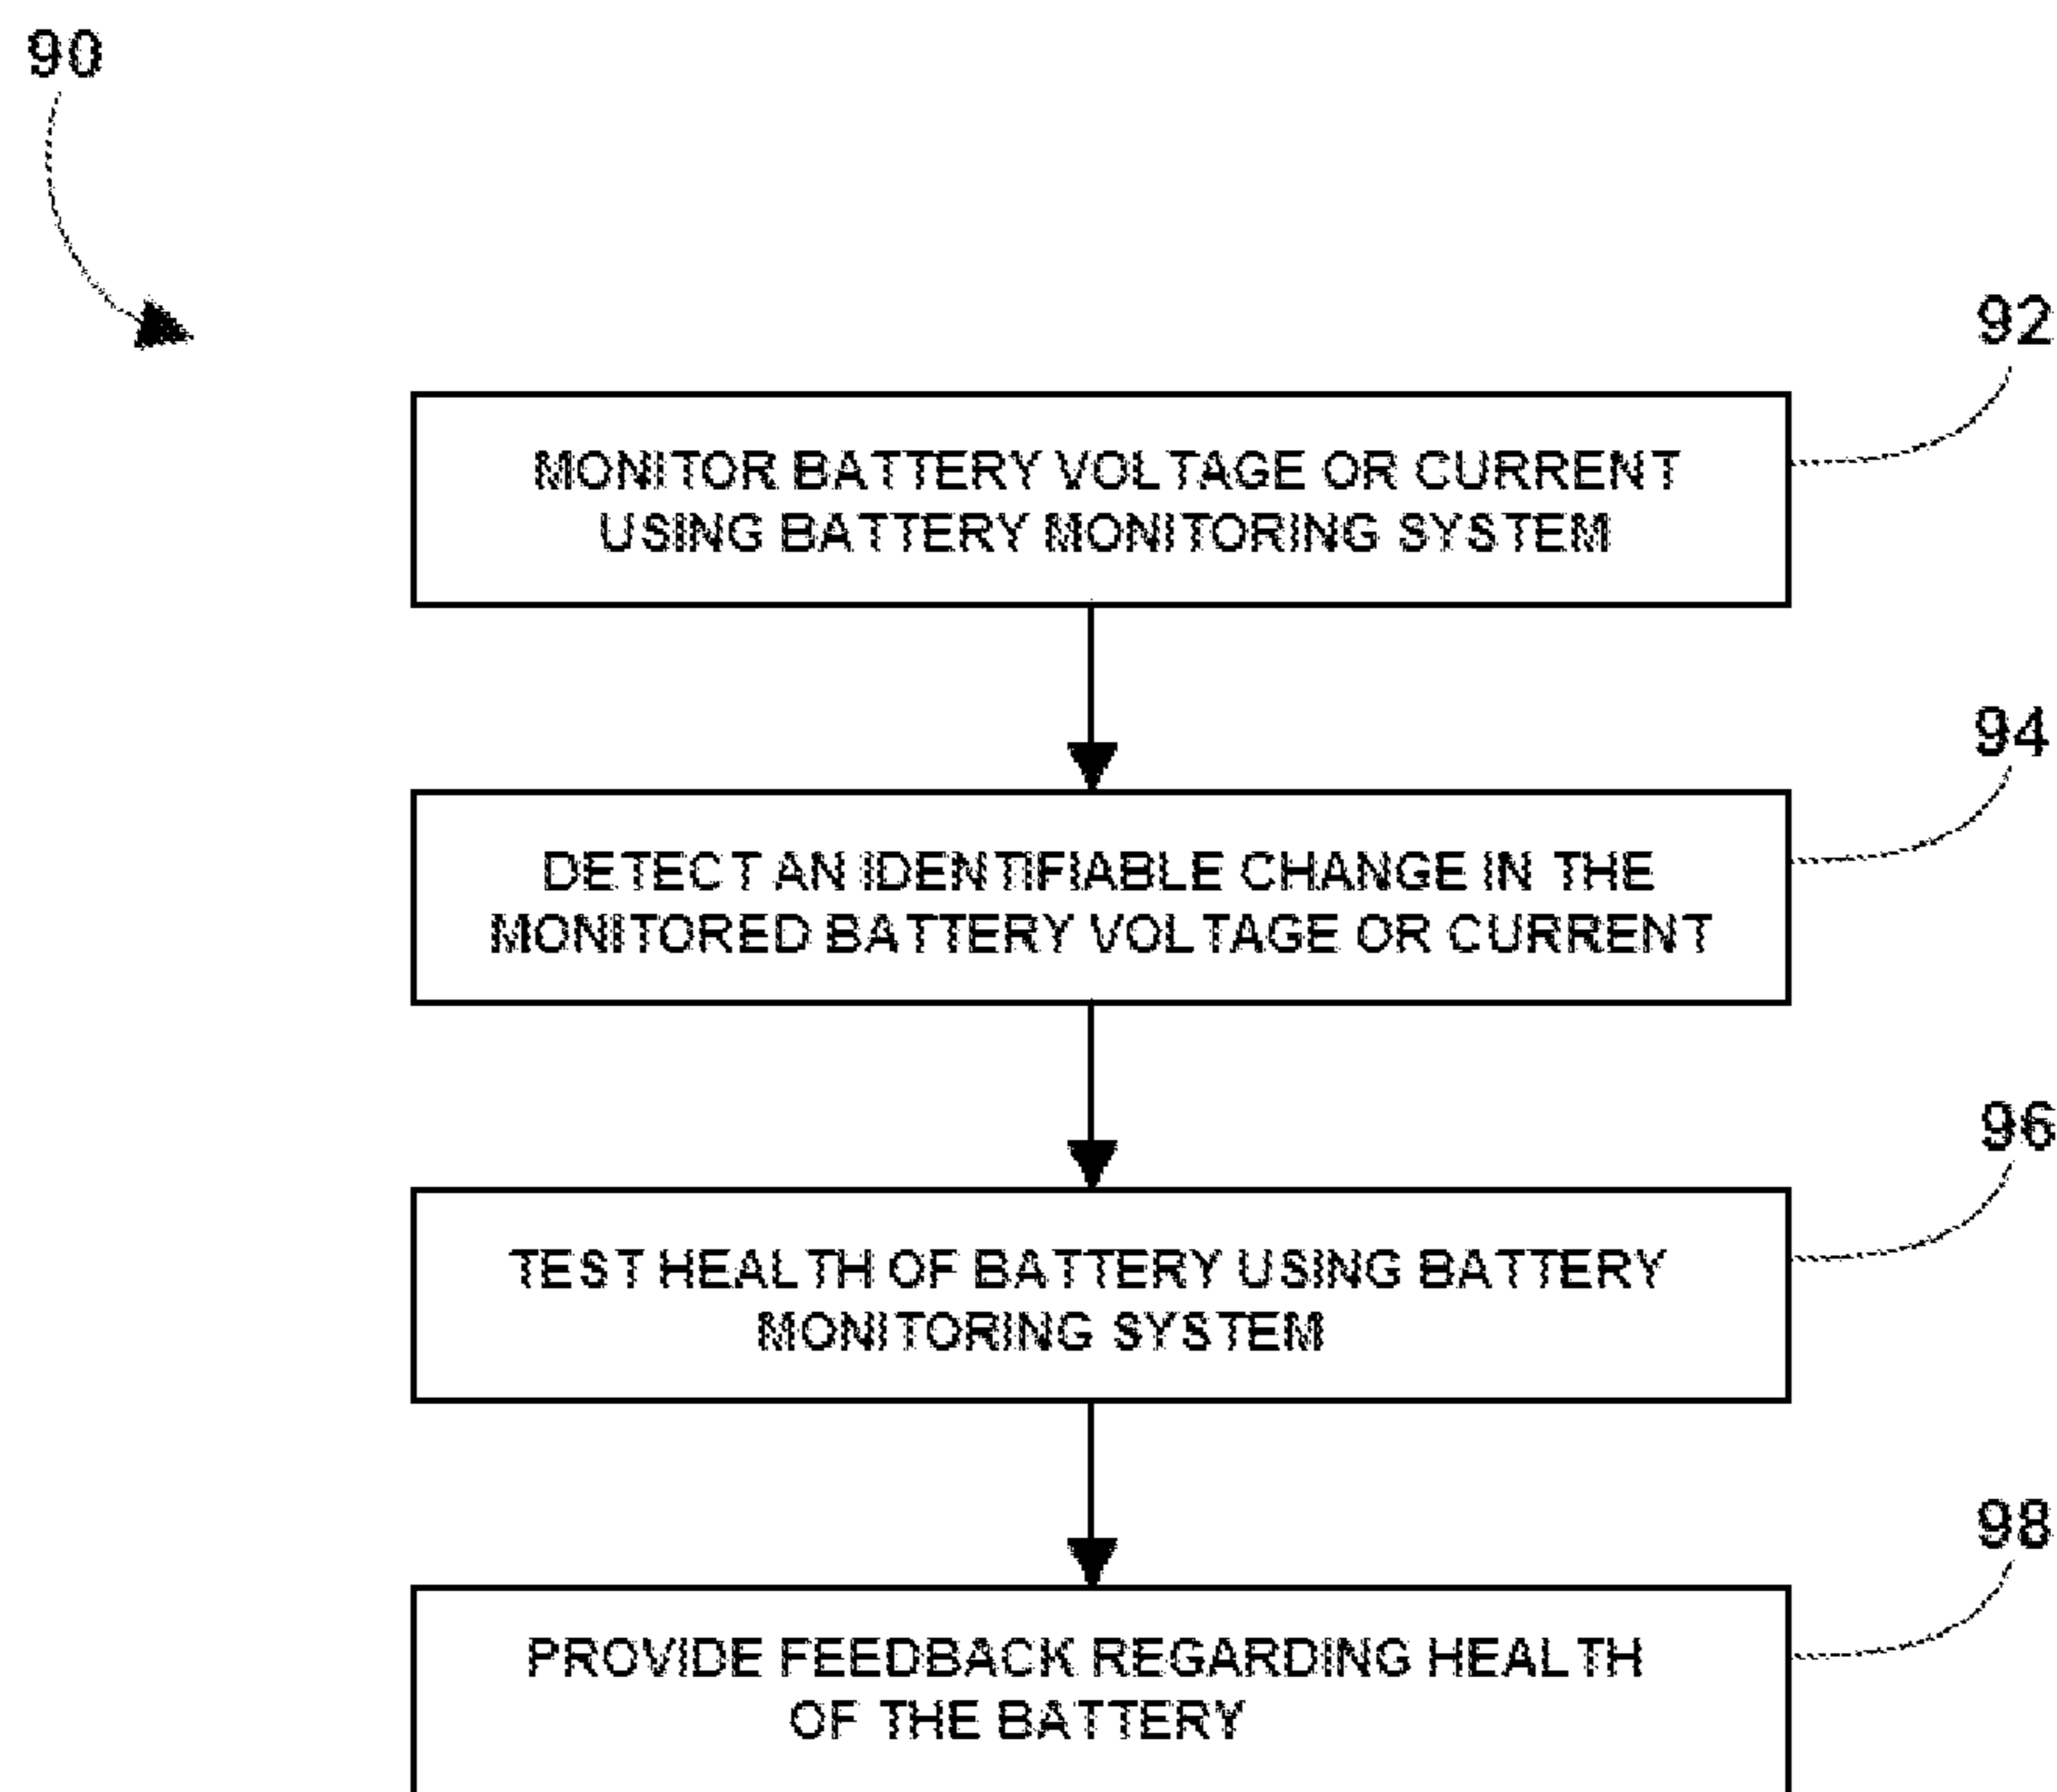 90
92
MONITOR BATTERY VOLTAGE OR CURRENT
USING BATTERY MONITORING SYSTEM
94
DETECT AN IDENTIFIABLE CHANGE IN THE
MONITORED BATTERY VOLTAGE OR CURRENT
96
TEST HEALTH OF BATTERY USING BATTERY
MONITORING SYSTEM
98
PROVIDE FEEDBACK REGARDING HEALTH
OF THE BATTERY